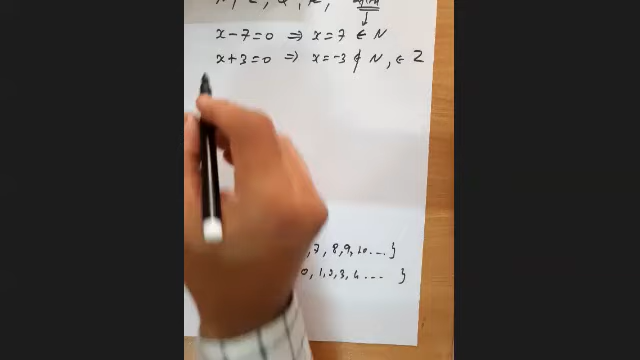 x - 7 = 0 ⇒ x = 7 ∈ N
x + 3 = 0 ⇒ x = -3 ∉ N, ∈ Z
, 7, 8, 9, 10 .... }
0, 1, 2, 3, 4 .... }